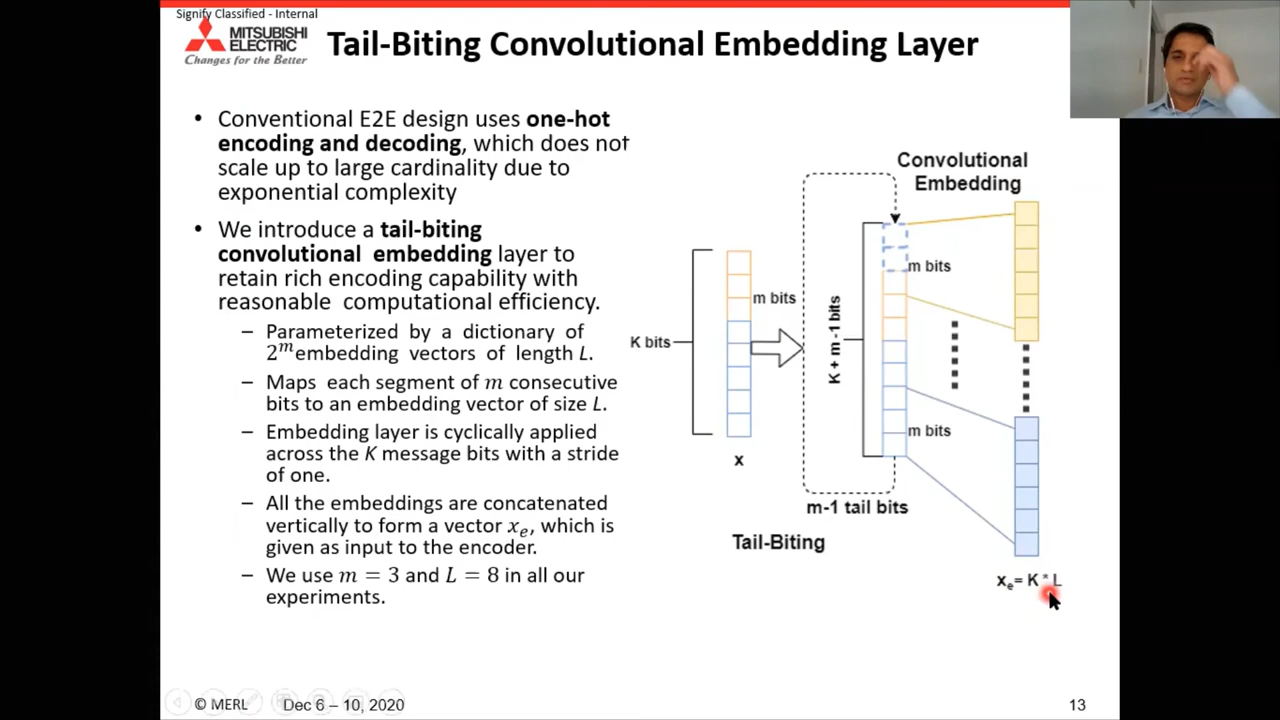 Signify Classified - Internal
MITSUBISHI
ELECTRIC
Changes for the Better
Tail-Biting Convolutional Embedding Layer
• Conventional E2E design uses one-hot
encoding and decoding, which does not
scale up to large cardinality due to
exponential complexity
• We introduce a tail-biting
convolutional embedding layer to
retain rich encoding capability with
reasonable computational efficiency.
– Parameterized by a dictionary of
2^m embedding vectors of length L.
– Maps each segment of m consecutive
bits to an embedding vector of size L.
– Embedding layer is cyclically applied
across the K message bits with a stride
of one.
– All the embeddings are concatenated
vertically to form a vector xₑ, which is
given as input to the encoder.
– We use m = 3 and L = 8 in all our
experiments.
Convolutional
Embedding
m bits
m bits
K bits
K + m -1 bits
m bits
x
m-1 tail bits
Tail-Biting
xₑ= K * L
© MERL
Dec 6 – 10, 2020
13